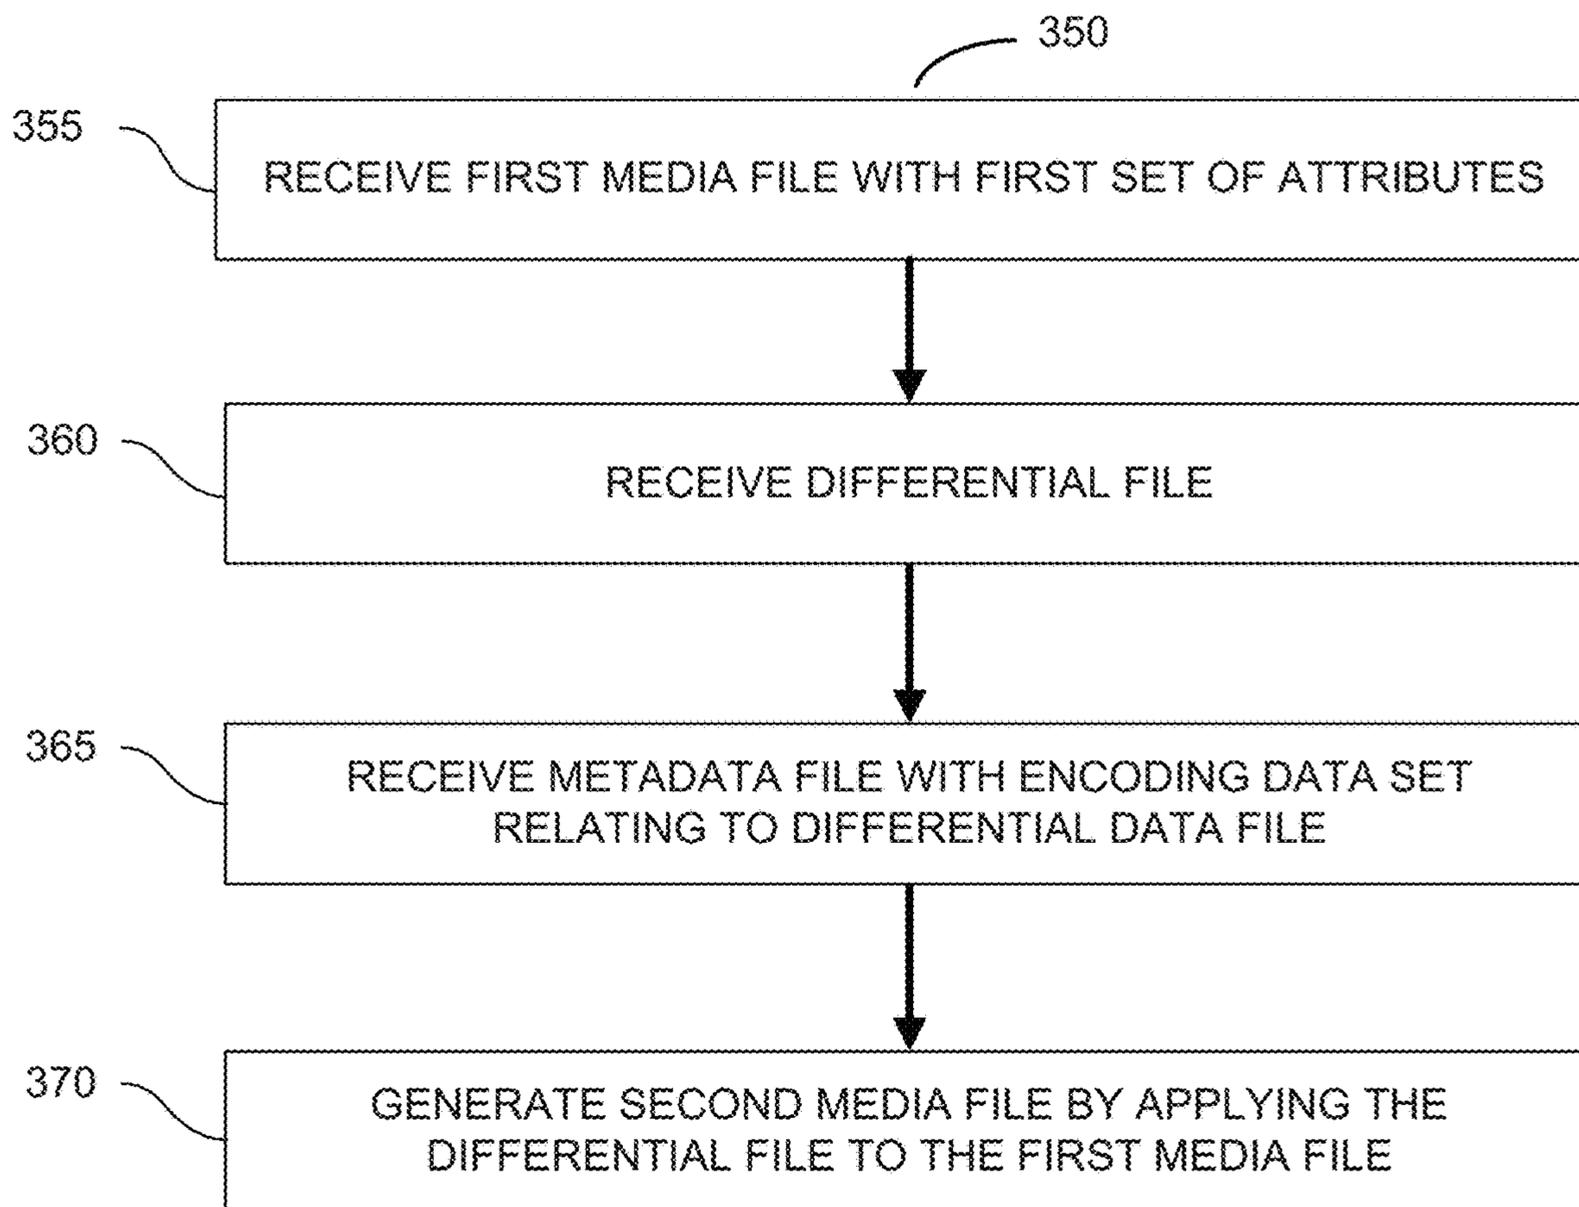 350
355
RECEIVE FIRST MEDIA FILE WITH FIRST SET OF ATTRIBUTES
360
RECEIVE DIFFERENTIAL FILE
365
RECEIVE METADATA FILE WITH ENCODING DATA SET
RELATING TO DIFFERENTIAL DATA FILE
370
GENERATE SECOND MEDIA FILE BY APPLYING THE
DIFFERENTIAL FILE TO THE FIRST MEDIA FILE